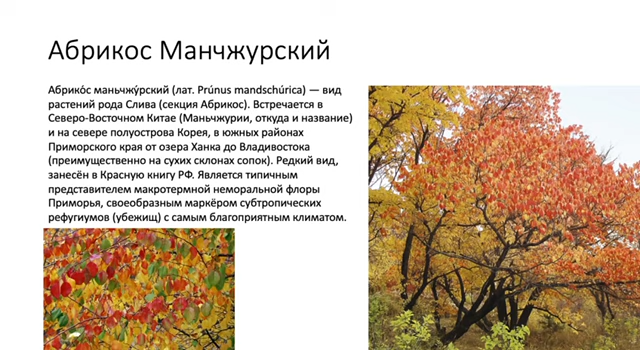 Абрикос Манчжурский
Абрико́с маньчжу́рский (лат. Prúnus mandschúrica) — вид
растений рода Слива (секция Абрикос). Встречается в
Северо-Восточном Китае (Маньчжурии, откуда и название)
и на севере полуострова Корея, в южных районах
Приморского края от озера Ханка до Владивостока
(преимущественно на сухих склонах сопок). Редкий вид,
занесён в Красную книгу РФ. Является типичным
представителем макротермной неморальной флоры
Приморья, своеобразным маркёром субтропических
рефугиумов (убежищ) с самым благоприятным климатом.